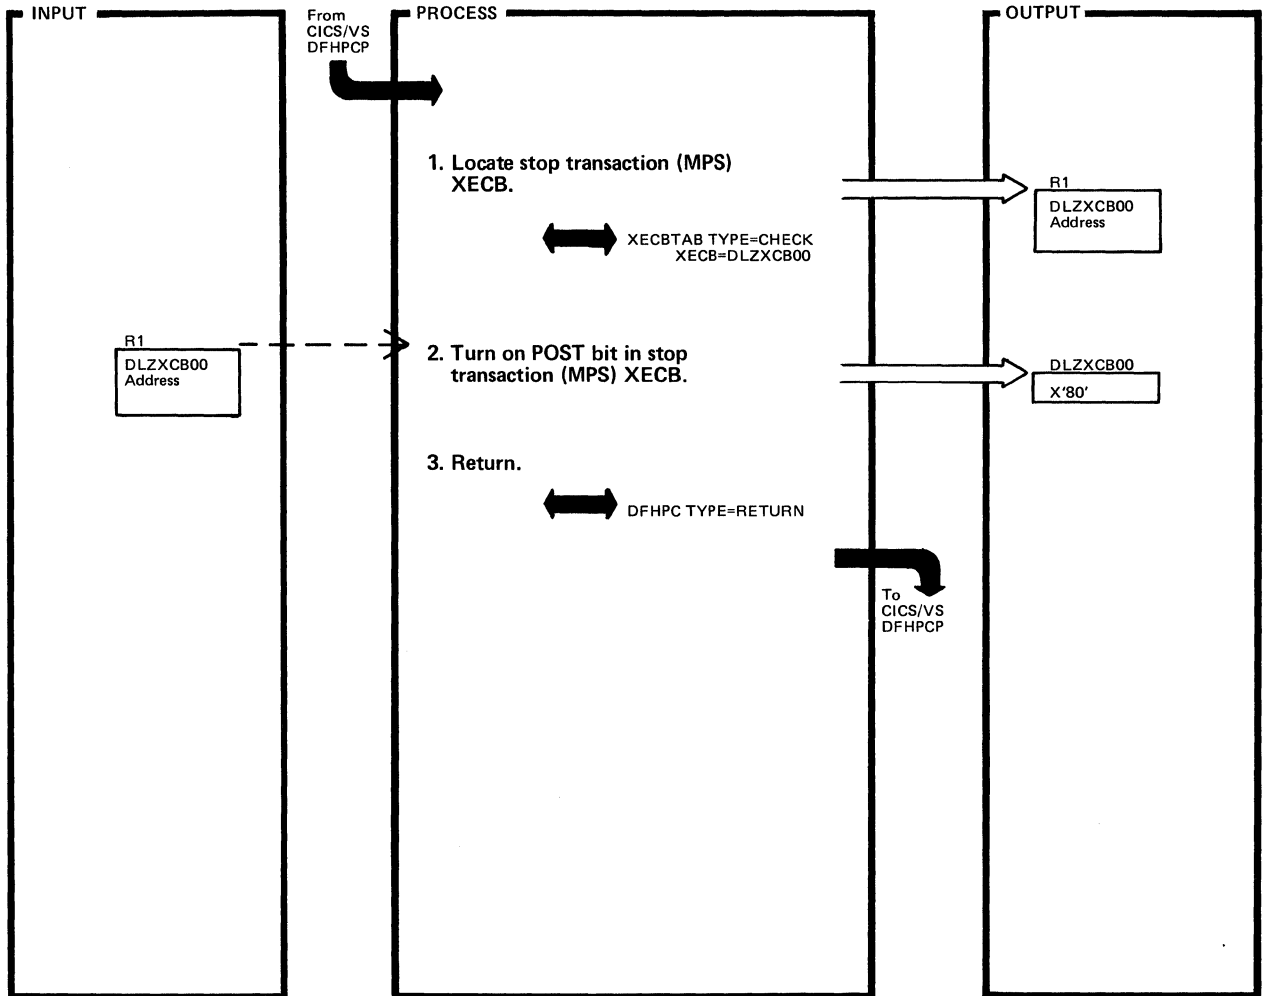 INPUT
From
CICS/VS
DFHPCP
PROCESS
OUTPUT
1. Locate stop transaction (MPS)
XECB.
R1
DLZXCB00
Address
XECBTAB TYPE=CHECK
XECB=DLZXCB00
R1
DLZXCB00
Address
2. Turn on POST bit in stop
transaction (MPS) XECB.
DLZXCB00
X'80'
3. Return.
DFHPC TYPE=RETURN
To
CICS/VS
DFHPCP